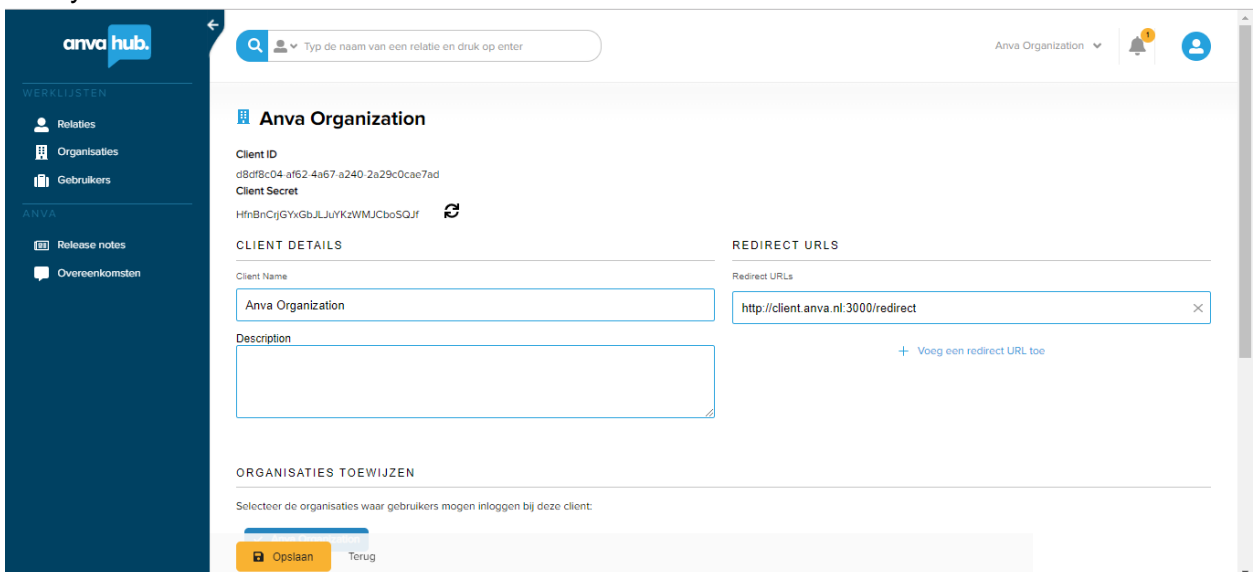 anva hub.
Typ de naam van een relatie en druk op enter
Anva Organization
1
WERKLIJSTEN
Relaties
Organisaties
Gebruikers
ANVA
Release notes
Overeenkomsten
Anva Organization
Client ID
d8df8c04-af62-4a67-a240-2a29c0cae7ad
Client Secret
HfnBnCrjGYxGbJLJuYKzWMJCboSQJf
CLIENT DETAILS
Client Name
Anva Organization
Description
REDIRECT URLS
Redirect URLs
http://client.anva.nl:3000/redirect
+ Voeg een redirect URL toe
ORGANISATIES TOEWIJZEN
Selecteer de organisaties waar gebruikers mogen inloggen bij deze client:
Anva Organization
Opslaan
Terug